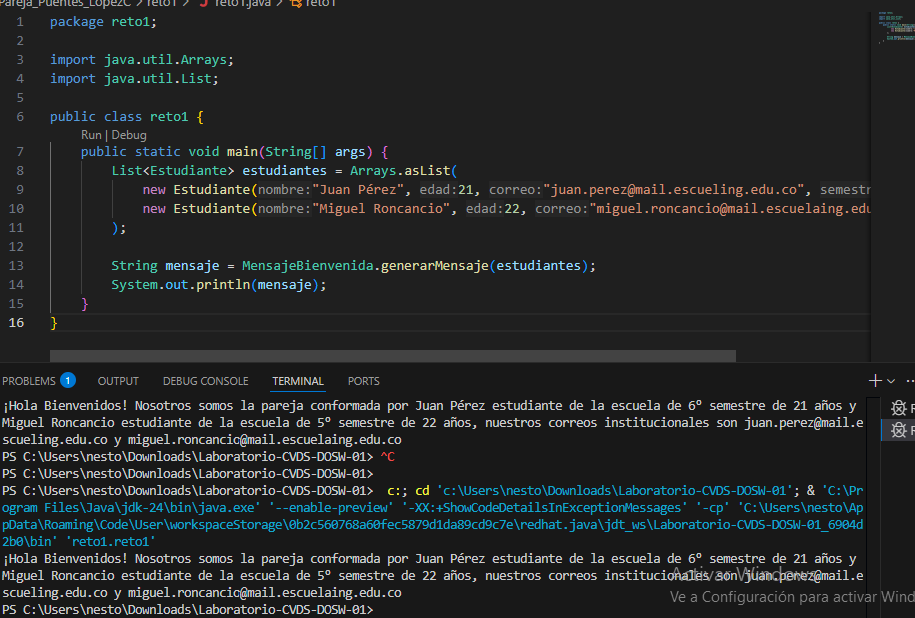 Pareja_Puentes_LopezC > reto1 > reto1.java > reto1
1 package reto1;
2
3 import java.util.Arrays;
4 import java.util.List;
5
6 public class reto1 {
Run | Debug
7 public static void main(String[] args) {
8 List<Estudiante> estudiantes = Arrays.asList(
9 new Estudiante(nombre:"Juan Pérez", edad:21, correo:"juan.perez@mail.escueling.edu.co", semestr
10 new Estudiante(nombre:"Miguel Roncancio", edad:22, correo:"miguel.roncancio@mail.escuelaing.edu
11 );
12
13 String mensaje = MensajeBienvenida.generarMensaje(estudiantes);
14 System.out.println(mensaje);
15 }
16 }
PROBLEMS 1 OUTPUT DEBUG CONSOLE TERMINAL PORTS
¡Hola Bienvenidos! Nosotros somos la pareja conformada por Juan Pérez estudiante de la escuela de 6º semestre de 21 años y
Miguel Roncancio estudiante de la escuela de 5º semestre de 22 años, nuestros correos institucionales son juan.perez@mail.e
scueling.edu.co y miguel.roncancio@mail.escuelaing.edu.co
PS C:\Users\nesto\Downloads\Laboratorio-CVDS-DOSW-01> ^C
PS C:\Users\nesto\Downloads\Laboratorio-CVDS-DOSW-01>
PS C:\Users\nesto\Downloads\Laboratorio-CVDS-DOSW-01> c:; cd 'c:\Users\nesto\Downloads\Laboratorio-CVDS-DOSW-01'; & 'C:\Pr
ogram Files\Java\jdk-24\bin\java.exe' '--enable-preview' '-XX:+ShowCodeDetailsInExceptionMessages' '-cp' 'C:\Users\nesto\Ap
pData\Roaming\Code\User\workspaceStorage\0b2c560768a60fec5879d1da89cd9c7e\redhat.java\jdt_ws\Laboratorio-CVDS-DOSW-01_6904d
2b0\bin' 'reto1.reto1'
¡Hola Bienvenidos! Nosotros somos la pareja conformada por Juan Pérez estudiante de la escuela de 6º semestre de 21 años y
Miguel Roncancio estudiante de la escuela de 5º semestre de 22 años, nuestros correos institucionales son juan.perez@mail.e
scueling.edu.co y miguel.roncancio@mail.escuelaing.edu.co
PS C:\Users\nesto\Downloads\Laboratorio-CVDS-DOSW-01>
Activar Windows
Ve a Configuración para activar Wind